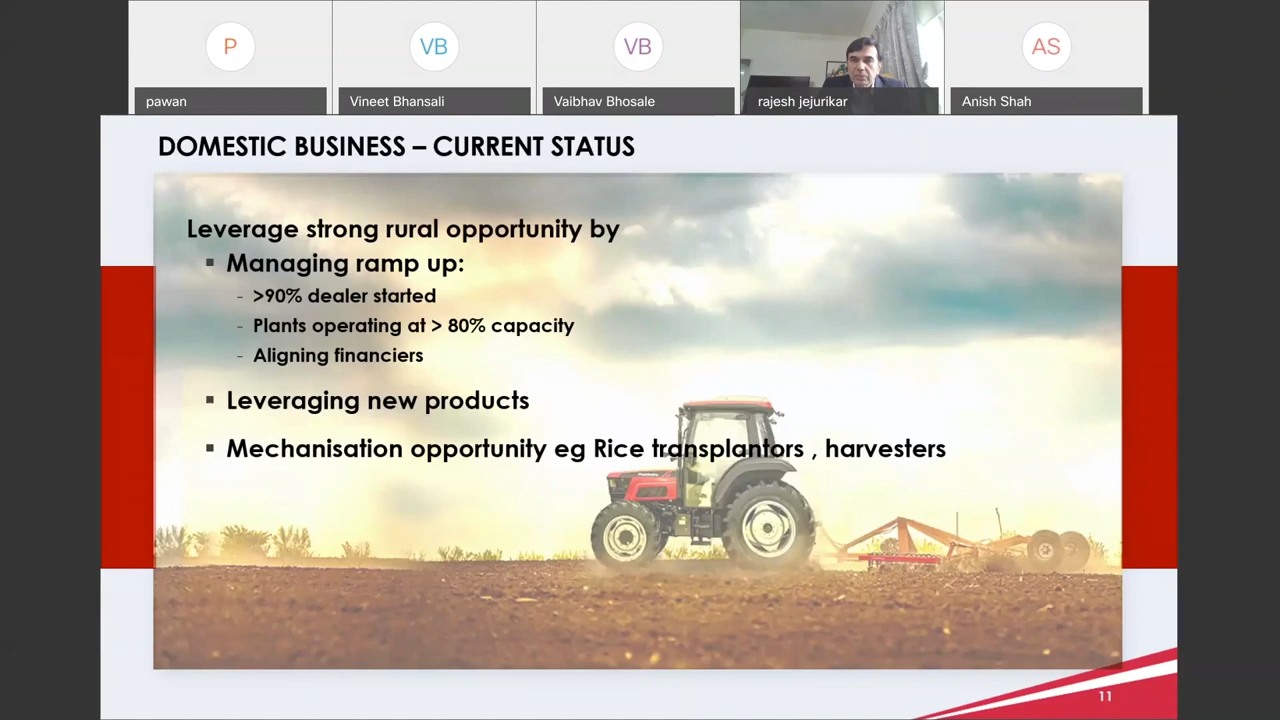 P
VB
VB
AS
pawan
Vineet Bhansali
Vaibhav Bhosale
rajesh jejurikar
Anish Shah
DOMESTIC BUSINESS – CURRENT STATUS
Leverage strong rural opportunity by
▪ Managing ramp up:
- >90% dealer started
- Plants operating at > 80% capacity
- Aligning financiers
▪ Leveraging new products
▪ Mechanisation opportunity eg Rice transplantors , harvesters
11